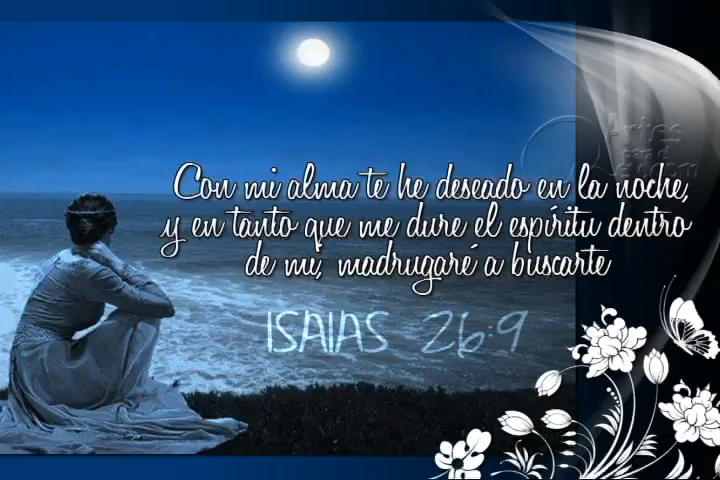 Con mi alma te he deseado en la noche,
y en tanto que me dure el espíritu dentro
de mí, madrugaré a buscarte
ISAIAS 26:9